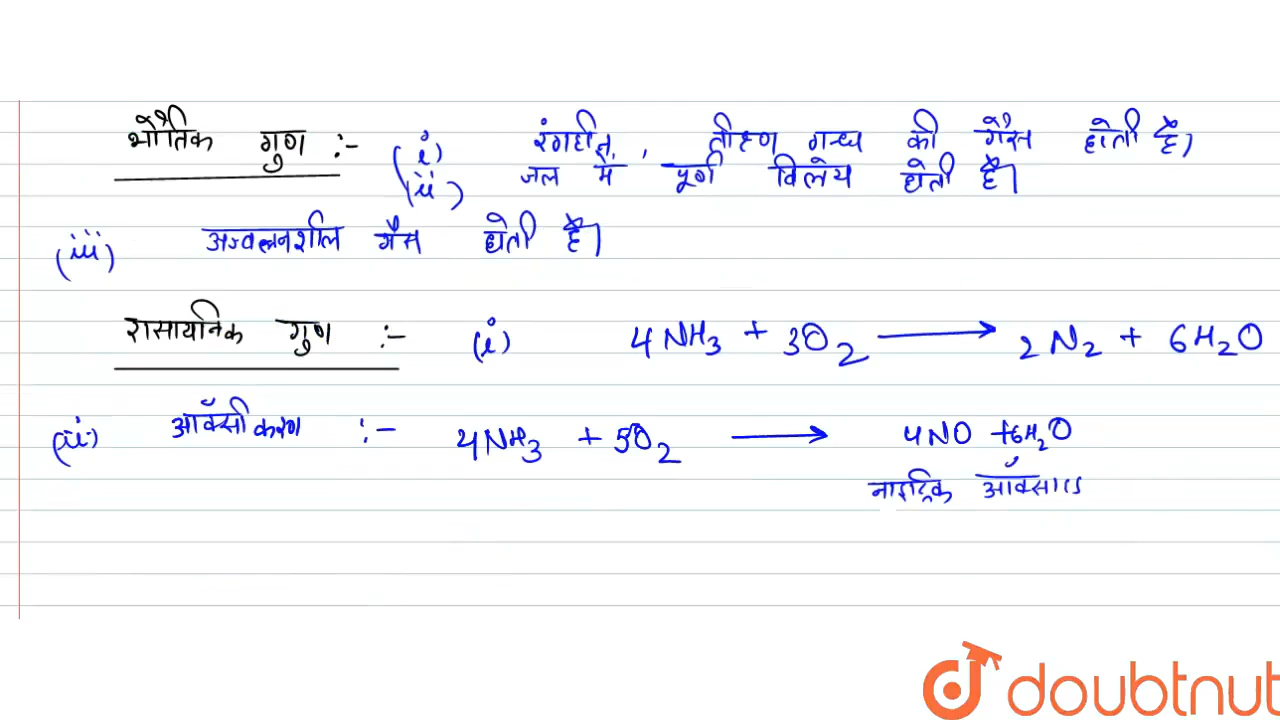 भौतिक गुण :- (i) रंगहीन, तीक्ष्ण गन्ध की गैस होती है।
(ii) जल में पूर्ण विलेय होती है।
(iii) अज्वलनशील गैस होती है।
रासायनिक गुण :- (i) 4NH₃ + 3O₂ ⟶ 2N₂ + 6H₂O
(ii) ऑक्सीकरण :- 4NH₃ + 5O₂ ⟶ 4NO + 6H₂O
नाइट्रिक ऑक्साइड
doubtnut